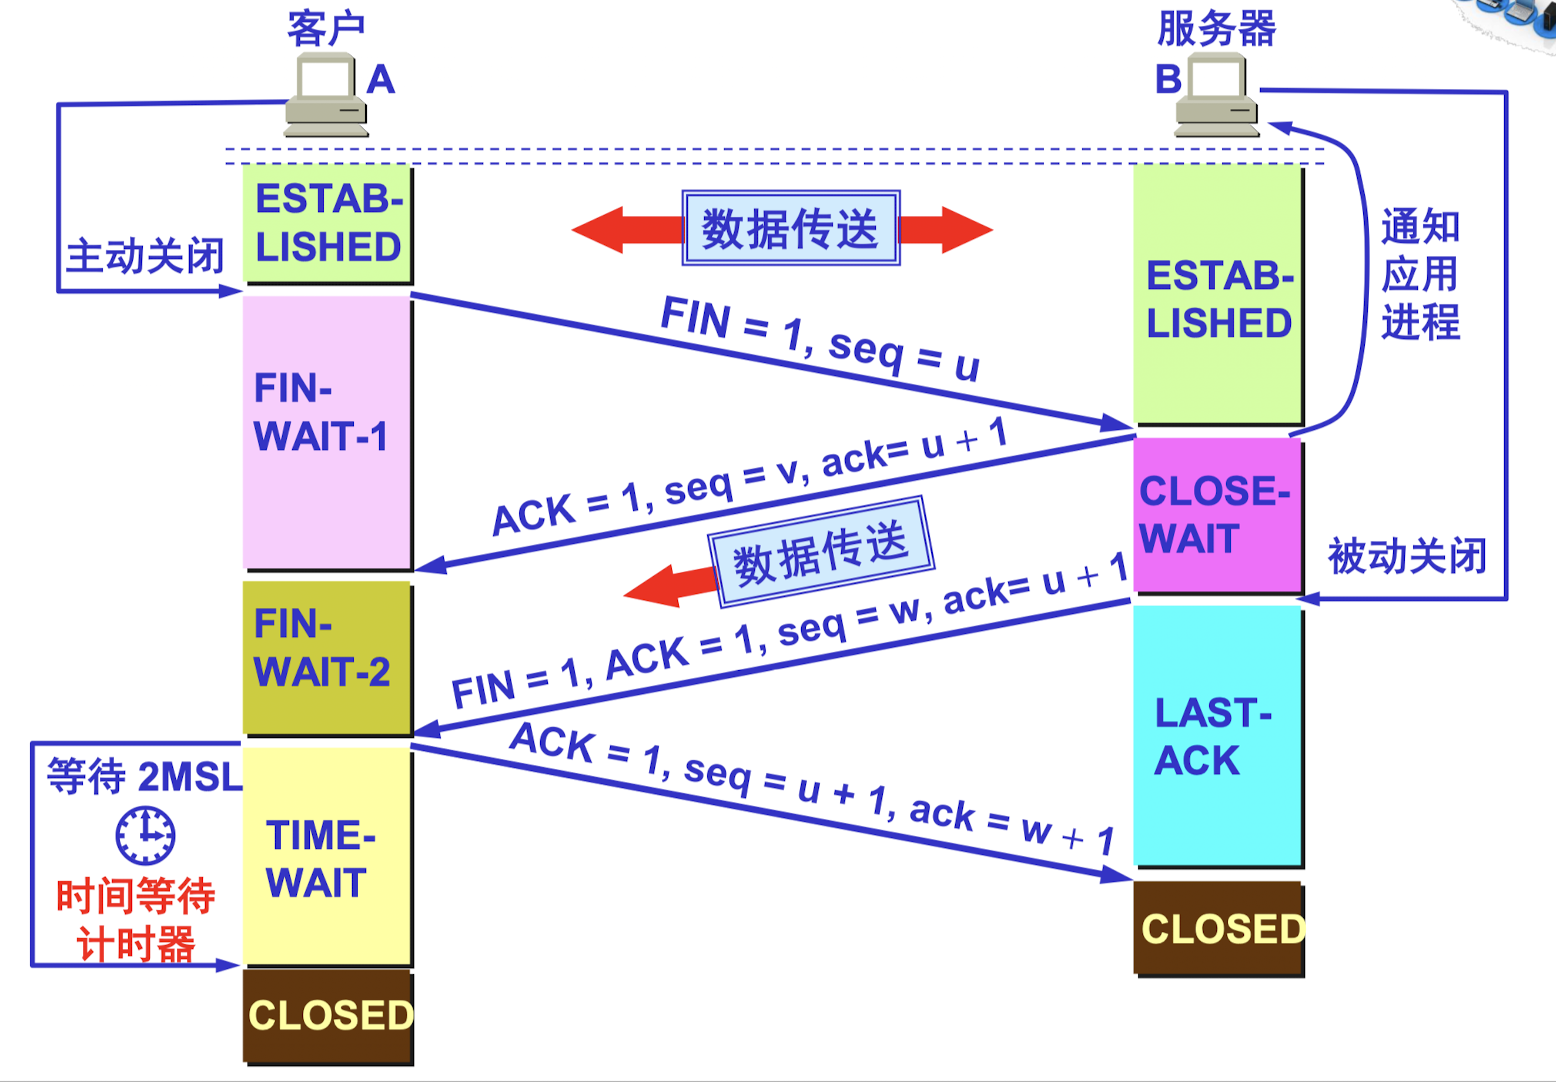 客户
服务器
A
B
ESTAB-
LISHED
数据传送
主动关闭
ESTAB-
LISHED
通知
应用
进程
FIN = 1, seq = u
FIN-
WAIT-1
ACK = 1, seq = v, ack= u + 1
CLOSE-
WAIT
数据传送
被动关闭
FIN-
WAIT-2
FIN = 1, ACK = 1, seq = w, ack= u + 1
LAST-
ACK
ACK = 1, seq = u + 1, ack = w + 1
等待 2MSL
TIME-
WAIT
时间等待
计时器
CLOSED
CLOSED